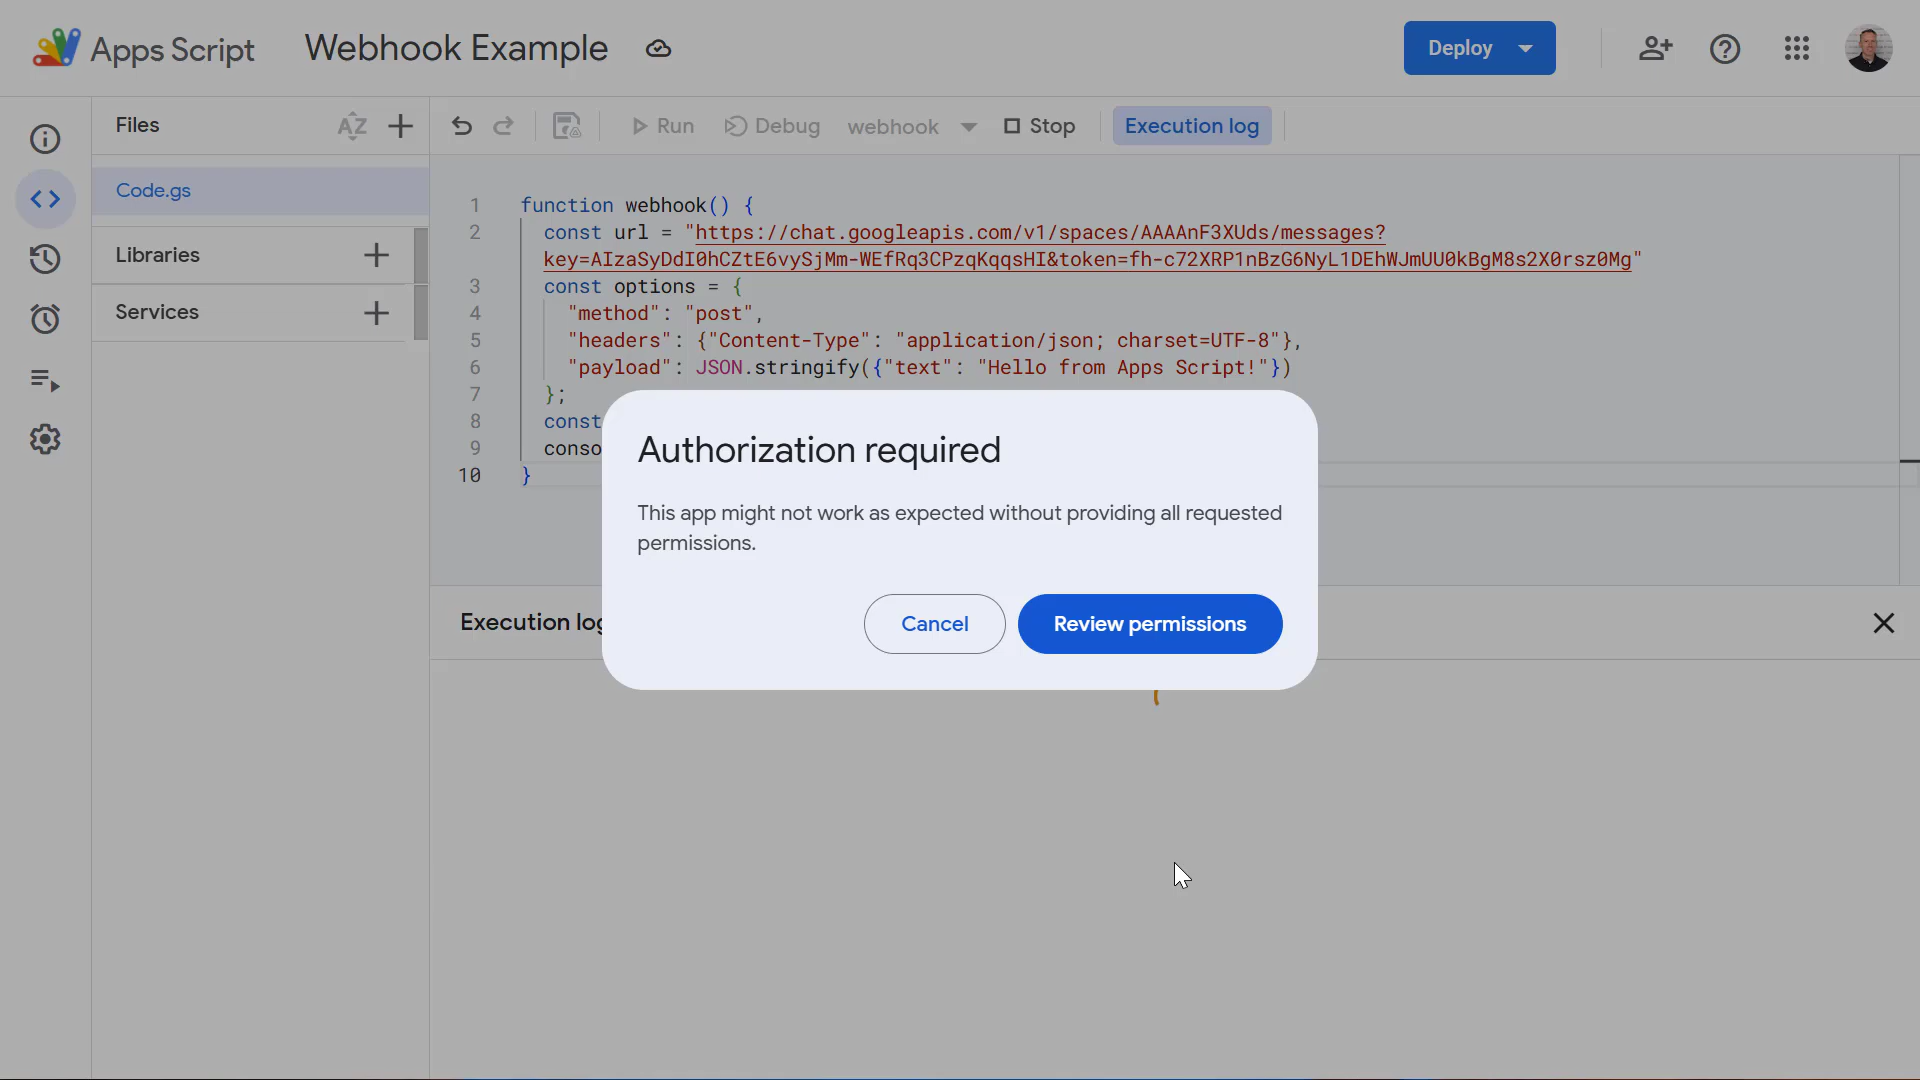 Apps Script
Webhook Example
Deploy
Files
AZ
Run
Debug
webhook
Stop
Execution log
Code.gs
Libraries
Services
1 function webhook() {
2 const url = "https://chat.googleapis.com/v1/spaces/AAAAnF3XUds/messages?
key=AIzaSyDdI0hCZtE6vySjMm-WEfRq3CPzqKqqsHI&token=fh-c72XRP1nBzG6NyL1DEhWJmUU0kBgM8s2X0rsz0Mg"
3 const options = {
4 "method": "post",
5 "headers": {"Content-Type": "application/json; charset=UTF-8"},
6 "payload": JSON.stringify({"text": "Hello from Apps Script!"})
7 };
8 const
9 conso
10 }
Authorization required
This app might not work as expected without providing all requested
permissions.
Cancel
Review permissions
Execution log